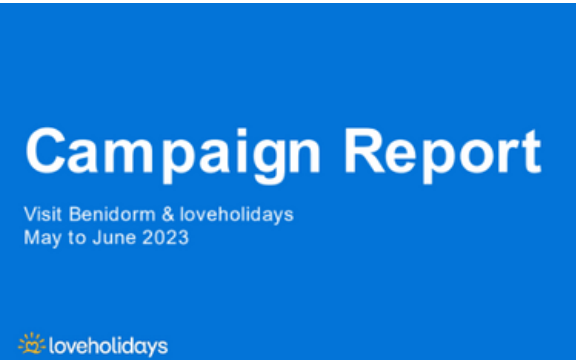 Campaign Report
Visit Benidorm & loveholidays
May to June 2023
loveholidays